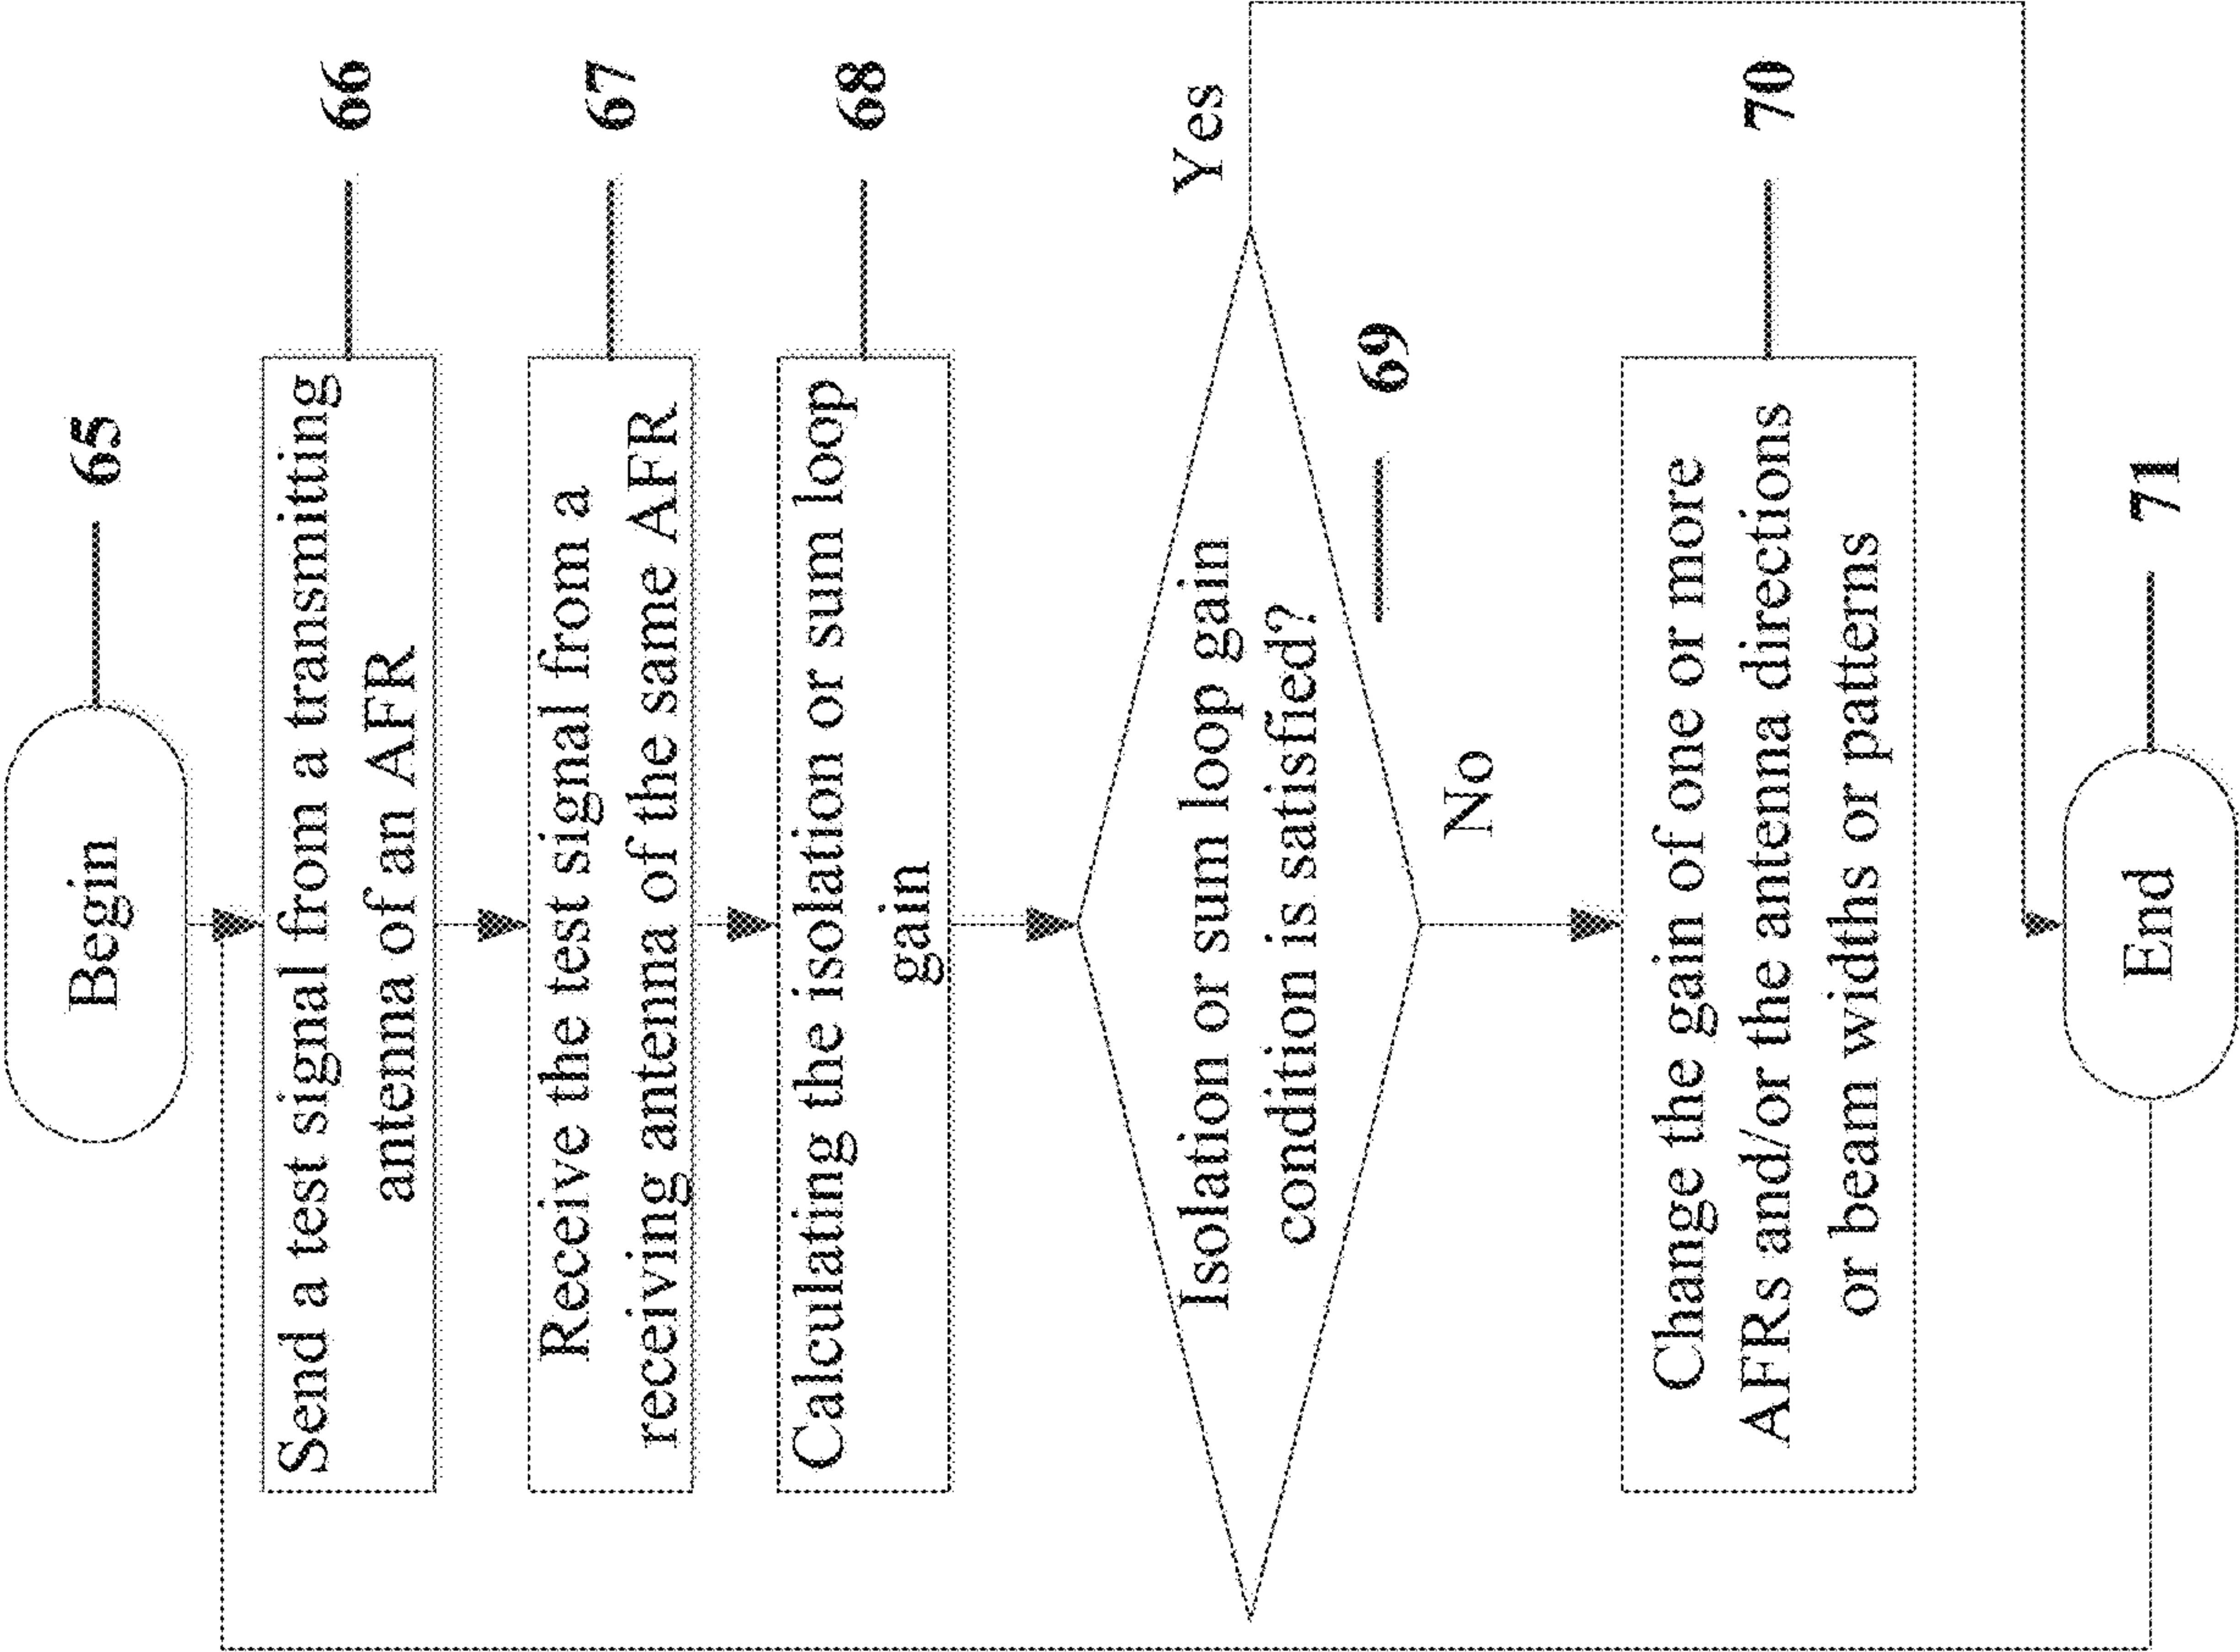 Begin
65
Send a test signal from a transmitting
antenna of an AFR
66
Receive the test signal from a
receiving antenna of the same AFR
67
Calculating the isolation or sum loop
gain
68
Isolation or sum loop gain
condition is satisfied?
69
Yes
No
Change the gain of one or more
AFRs and/or the antenna directions
or beam widths or patterns
70
End
71